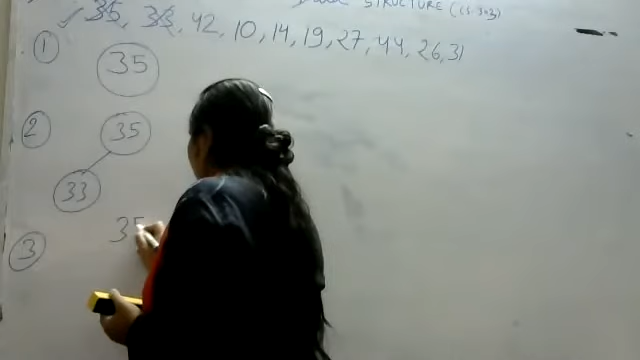 STRUCTURE
35, 33, 42, 10, 14, 19, 27, 44, 26, 31
1 35
2 35
33
35
3